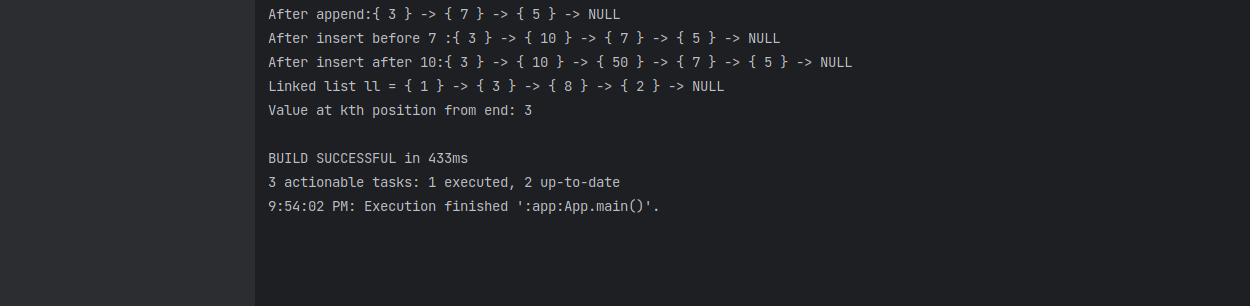 After append:{ 3 } -> { 7 } -> { 5 } -> NULL
After insert before 7 :{ 3 } -> { 10 } -> { 7 } -> { 5 } -> NULL
After insert after 10:{ 3 } -> { 10 } -> { 50 } -> { 7 } -> { 5 } -> NULL
Linked list ll = { 1 } -> { 3 } -> { 8 } -> { 2 } -> NULL
Value at kth position from end: 3
BUILD SUCCESSFUL in 433ms
3 actionable tasks: 1 executed, 2 up-to-date
9:54:02 PM: Execution finished ':app:App.main()'.